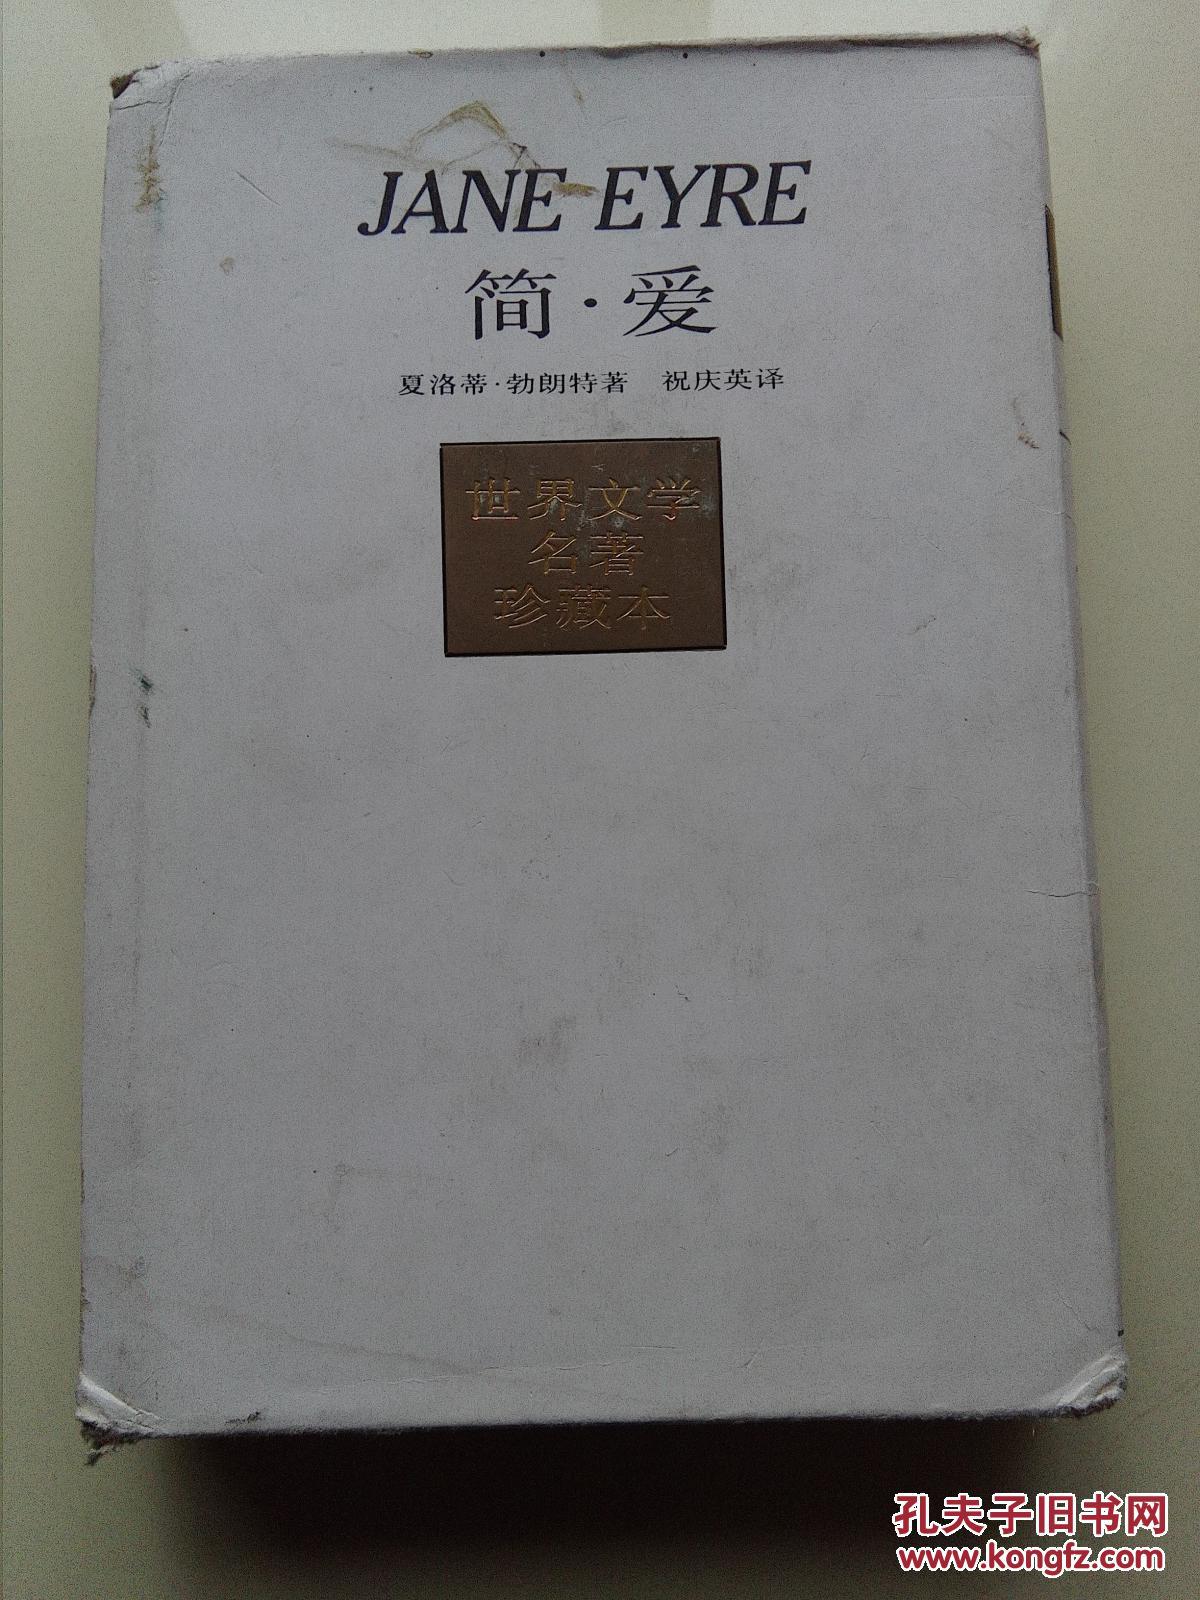 JANE EYRE
简·爱
夏洛蒂·勃朗特著 祝庆英译
世界文学
名著
珍藏本
孔夫子旧书网
www.kongfz.com